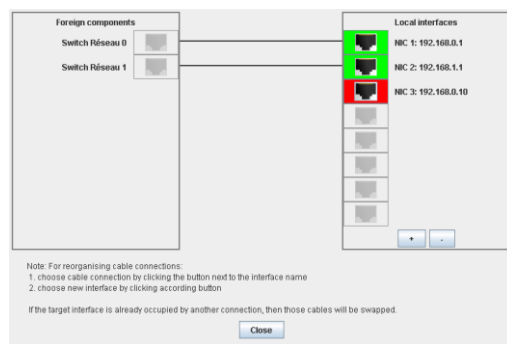 Foreign components
Local interfaces
Switch Réseau 0
NIC 1: 192.168.0.1
Switch Réseau 1
NIC 2: 192.168.1.1
NIC 3: 192.168.0.10
+ -
Note: For reorganising cable connections:
1. choose cable connection by clicking the button next to the interface name
2. choose new interface by clicking according button
If the target interface is already occupied by another connection, then those cables will be swapped.
Close